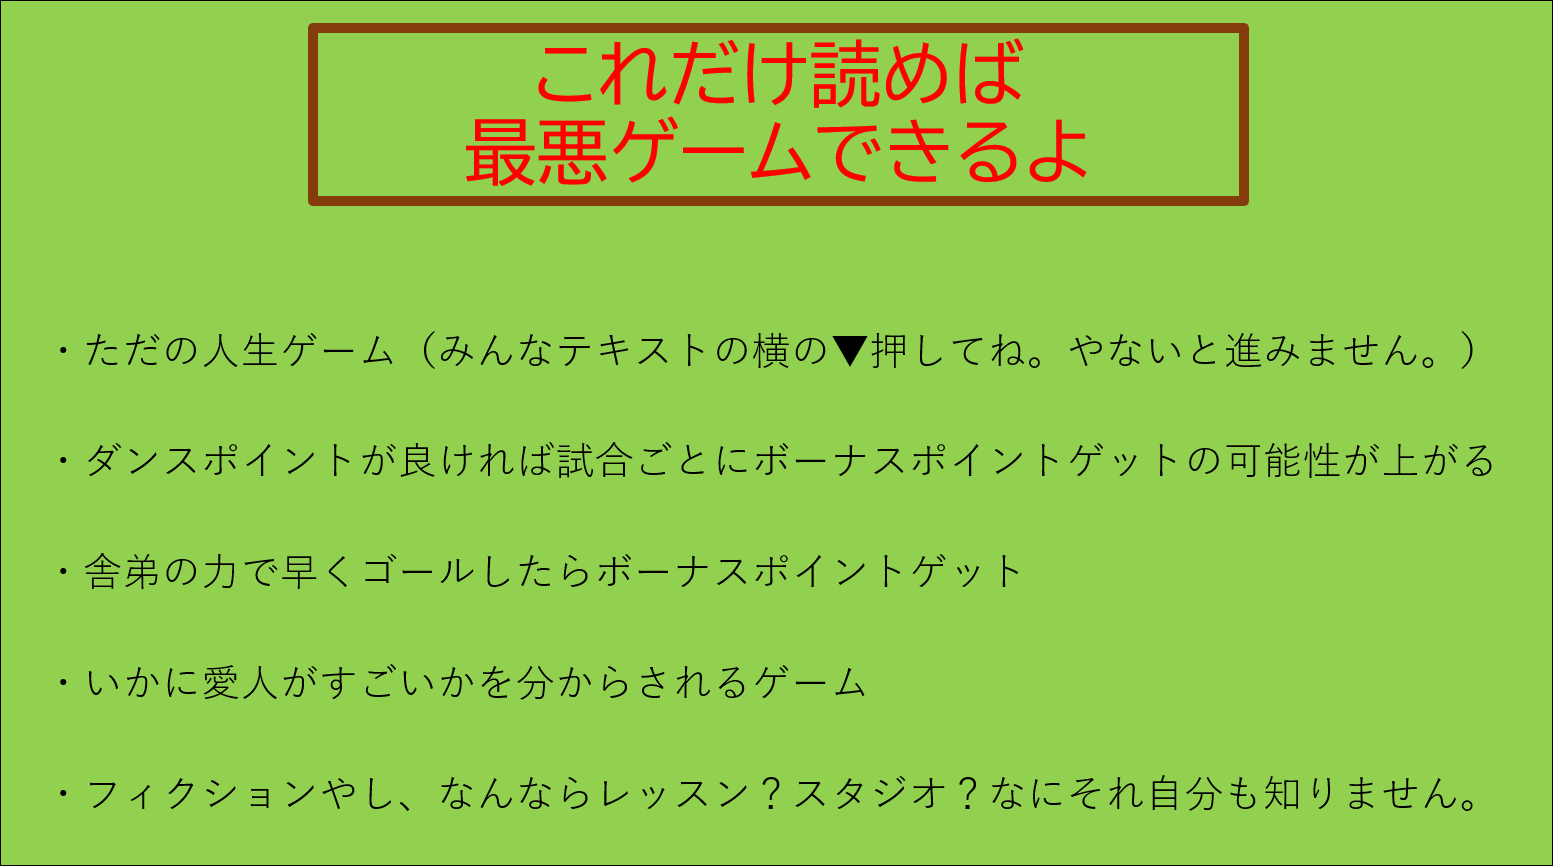 これだけ読めば
最悪ゲームできるよ
・ただの人生ゲーム（みんなテキストの横の▼押してね。やないと進みません。）
・ダンスポイントが良ければ試合ごとにボーナスポイントゲットの可能性が上がる
・舎弟の力で早くゴールしたらボーナスポイントゲット
・いかに愛人がすごいかを分からされるゲーム
・フィクションやし、なんならレッスン？スタジオ？なにそれ自分も知りません。